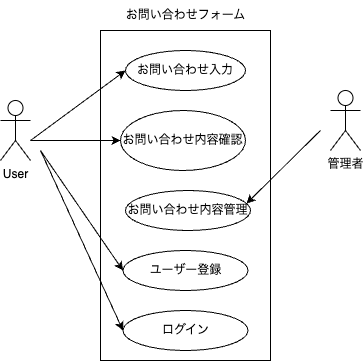 お問い合わせフォーム
お問い合わせ入力
お問い合わせ内容確認
User
管理者
お問い合わせ内容管理
ユーザー登録
ログイン